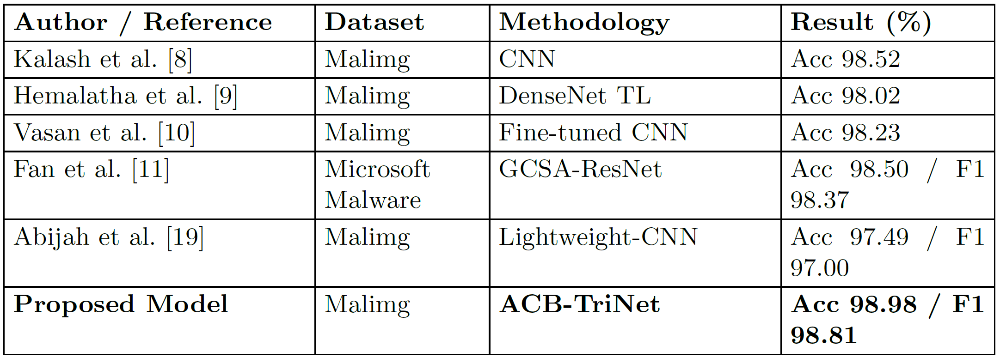 Author / Reference Dataset Methodology Result (%)
Kalash et al. [8] Malimg CNN Acc 98.52
Hemalatha et al. [9] Malimg DenseNet TL Acc 98.02
Vasan et al. [10] Malimg Fine-tuned CNN Acc 98.23
Fan et al. [11] Microsoft GCSA-ResNet Acc 98.50 / F1
Malware 98.37
Abijah et al. [19] Malimg Lightweight-CNN Acc 97.49 / F1
97.00
Proposed Model Malimg ACB-TriNet Acc 98.98 / F1
98.81